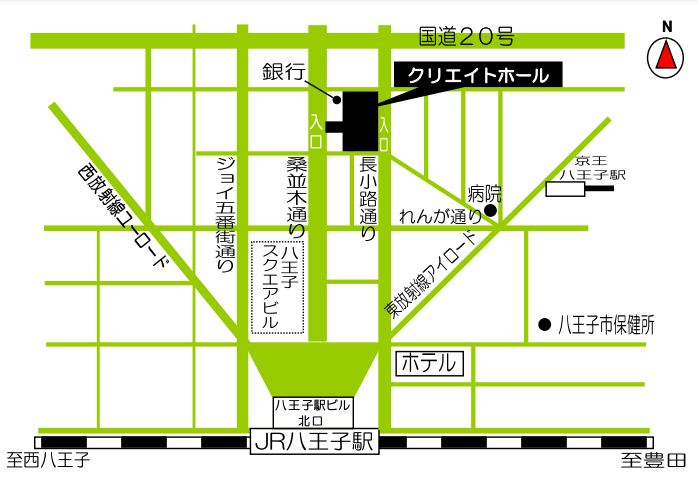 国道20号
N
銀行
クリエイトホール
入口
入口
京王
八王子駅
西放射線ユーロード
ジョイ五番街通り
桑並木通り
長小路通り
病院
れんが通り
八王子
スクエアビル
東放射線アイロード
八王子市保健所
ホテル
八王子駅ビル
北口
JR八王子駅
至西八王子
至豊田